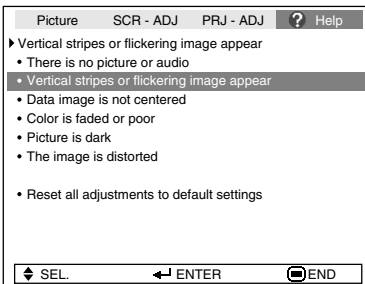 Picture SCR - ADJ PRJ - ADJ ? Help
Vertical stripes or flickering image appear
• There is no picture or audio
• Vertical stripes or flickering image appear
• Data image is not centered
• Color is faded or poor
• Picture is dark
• The image is distorted
• Reset all adjustments to default settings
SEL. ENTER END